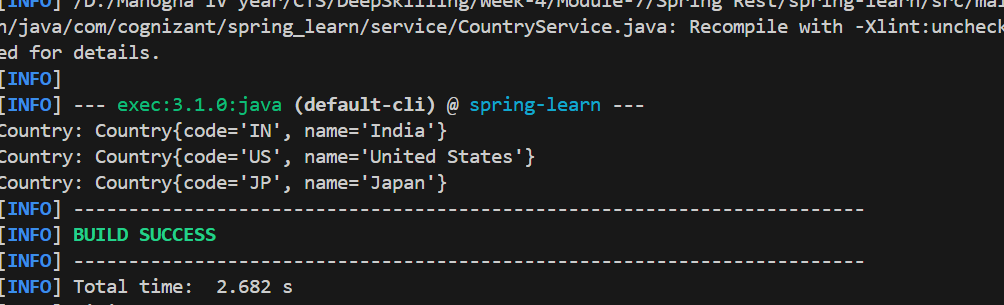 [INFO] /D:/Manogna IV year/CTS/DeepSkilling/Week-4/Module-7/Spring Rest/spring-learn/src/mai
n/java/com/cognizant/spring_learn/service/CountryService.java: Recompile with -Xlint:uncheck
ed for details.
[INFO]
[INFO] --- exec:3.1.0:java (default-cli) @ spring-learn ---
Country: Country{code='IN', name='India'}
Country: Country{code='US', name='United States'}
Country: Country{code='JP', name='Japan'}
[INFO] ------------------------------------------------------------------------
[INFO] BUILD SUCCESS
[INFO] ------------------------------------------------------------------------
[INFO] Total time:  2.682 s